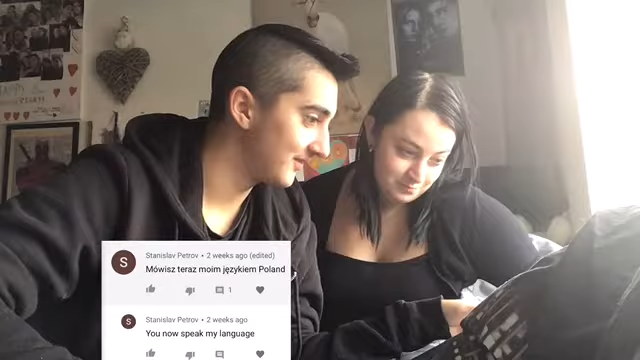 S
Stanislav Petrov • 2 weeks ago (edited)
Mówisz teraz moim językiem Poland
1
S
Stanislav Petrov • 2 weeks ago
You now speak my language